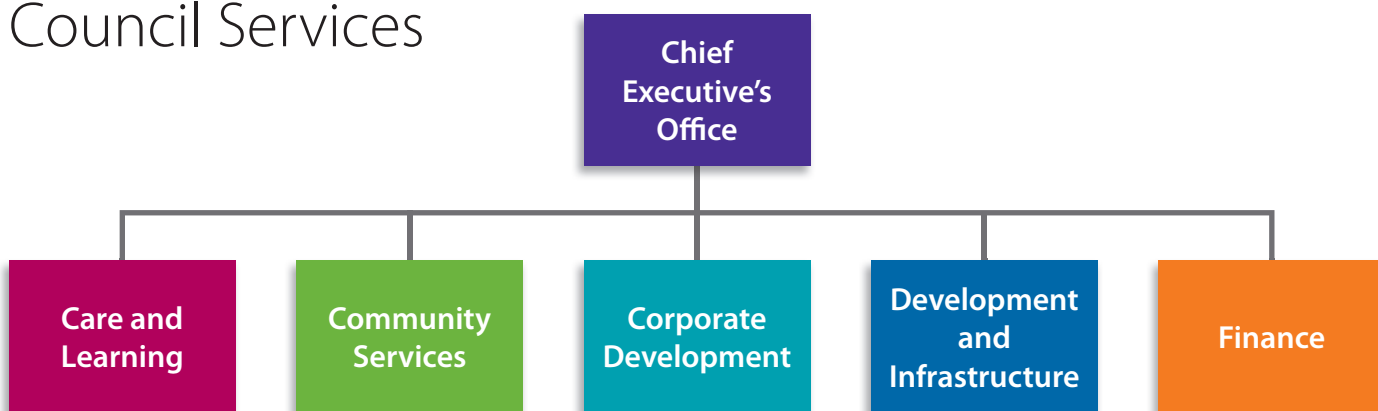 Council Services
Chief
Executive’s
Office
Care and
Learning
Community
Services
Corporate
Development
Development
and
Infrastructure
Finance